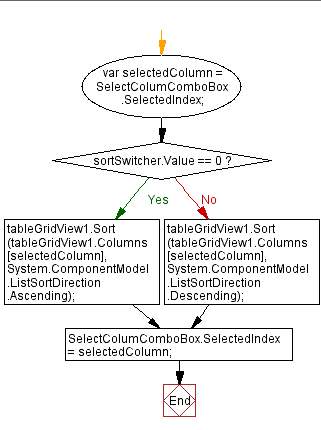 var selectedColumn =
SelectColumComboBox
.SelectedIndex;
sortSwitcher.Value == 0 ?
Yes
No
tableGridView1.Sort
(tableGridView1.Columns
[selectedColumn],
System.ComponentModel
.ListSortDirection
.Ascending);
tableGridView1.Sort
(tableGridView1.Columns
[selectedColumn],
System.ComponentModel
.ListSortDirection
.Descending);
SelectColumComboBox.SelectedIndex
= selectedColumn;
End